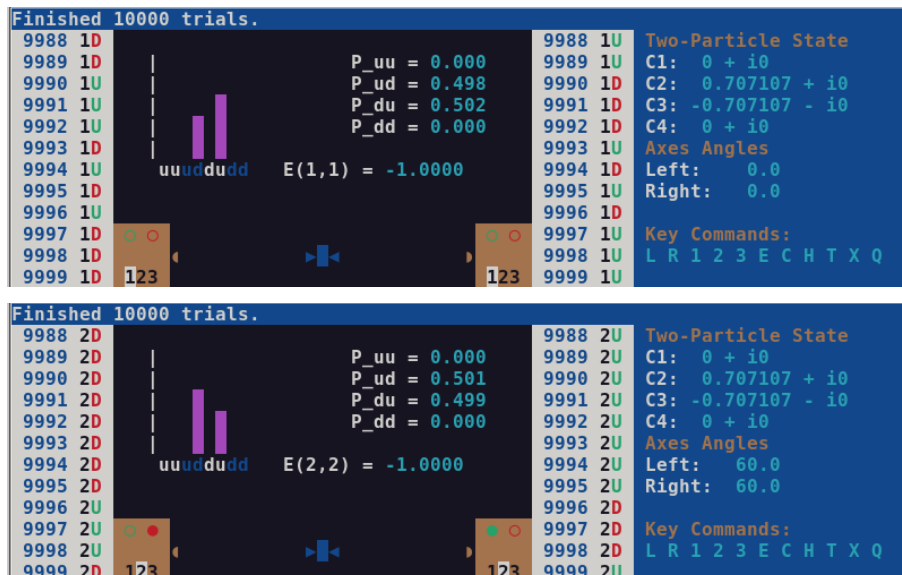 Finished 10000 trials.
9988 1D 9988 1U Two-Particle State
9989 1D P_uu = 0.000 9989 1U C1: 0 + i0
9990 1U P_ud = 0.498 9990 1D C2: 0.707107 + i0
9991 1U P_du = 0.502 9991 1D C3: -0.707107 - i0
9992 1U P_dd = 0.000 9992 1D C4: 0 + i0
9993 1D 9993 1U Axes Angles
9994 1U uuudduddd E(1,1) = -1.0000 9994 1D Left: 0.0
9995 1D 9995 1U Right: 0.0
9996 1U 9996 1D
9997 1D 9997 1U Key Commands:
9998 1D 9998 1U L R 1 2 3 E C H T X Q
9999 1D 123 123 9999 1U
Finished 10000 trials.
9988 2D 9988 2U Two-Particle State
9989 2D P_uu = 0.000 9989 2U C1: 0 + i0
9990 2D P_ud = 0.501 9990 2U C2: 0.707107 + i0
9991 2D P_du = 0.499 9991 2U C3: -0.707107 - i0
9992 2D P_dd = 0.000 9992 2U C4: 0 + i0
9993 2D 9993 2U Axes Angles
9994 2D uuudduddd E(2,2) = -1.0000 9994 2U Left: 60.0
9995 2D 9995 2U Right: 60.0
9996 2U 9996 2D
9997 2U 9997 2D Key Commands:
9998 2U 9998 2D L R 1 2 3 E C H T X Q
9999 2D 123 123 9999 2U